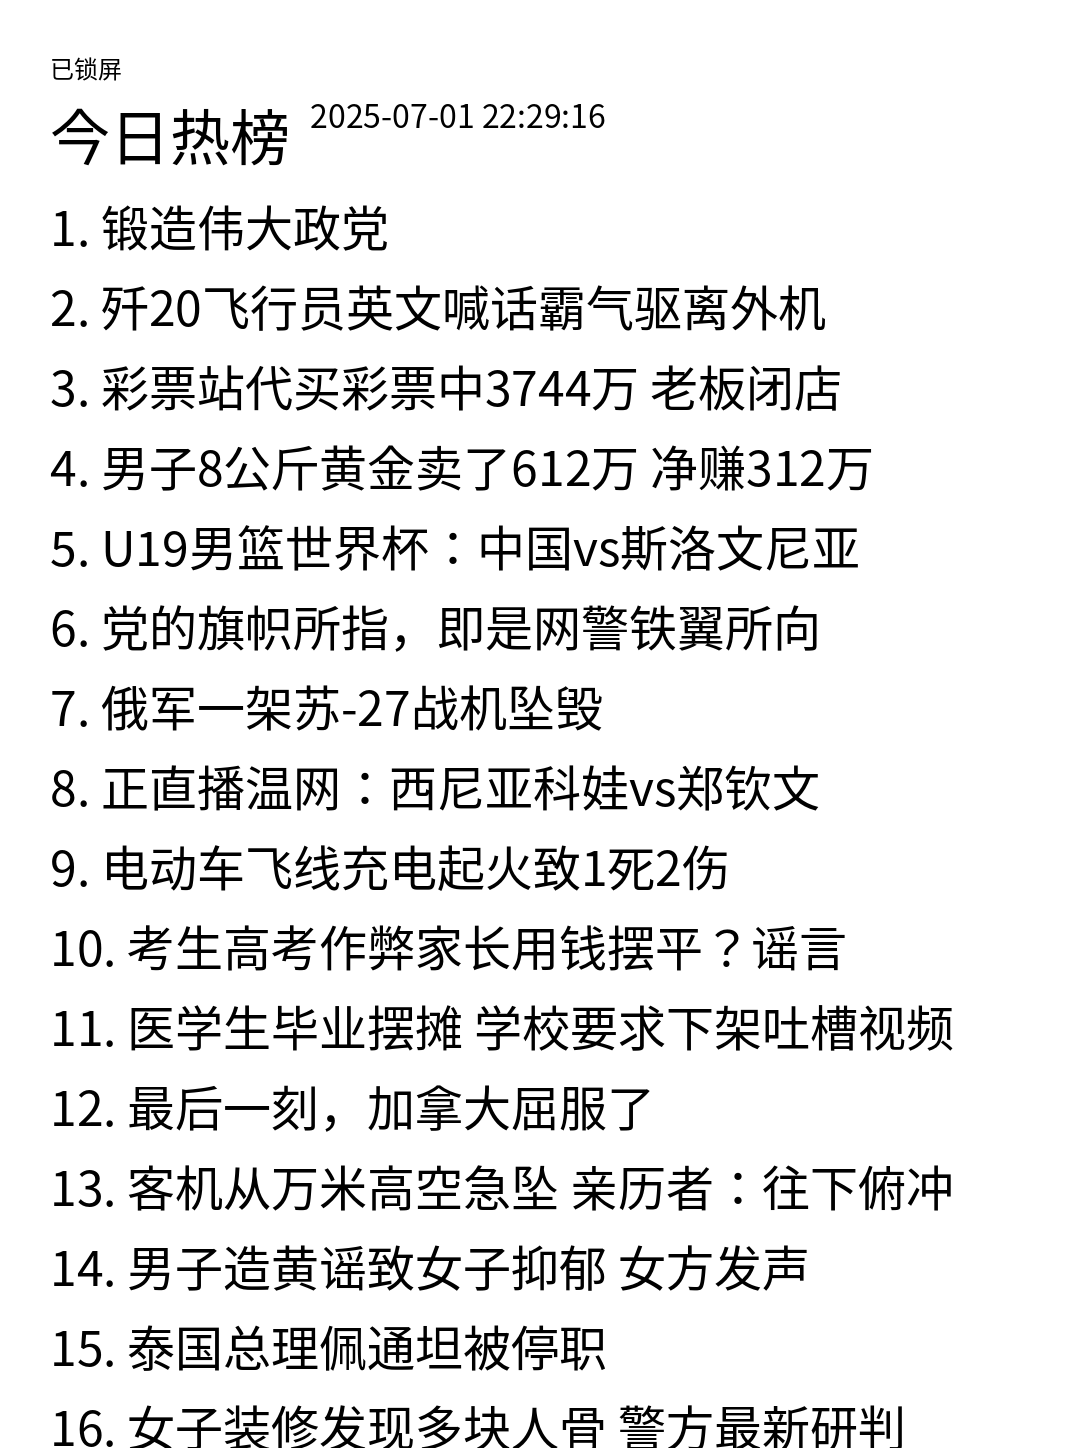 已锁屏
今日热榜 2025-07-01 22:29:16
1. 锻造伟大政党
2. 歼20飞行员英文喊话霸气驱离外机
3. 彩票站代买彩票中3744万 老板闭店
4. 男子8公斤黄金卖了612万 净赚312万
5. U19男篮世界杯：中国vs斯洛文尼亚
6. 党的旗帜所指，即是网警铁翼所向
7. 俄军一架苏-27战机坠毁
8. 正直播温网：西尼亚科娃vs郑钦文
9. 电动车飞线充电起火致1死2伤
10. 考生高考作弊家长用钱摆平？谣言
11. 医学生毕业摆摊 学校要求下架吐槽视频
12. 最后一刻，加拿大屈服了
13. 客机从万米高空急坠 亲历者：往下俯冲
14. 男子造黄谣致女子抑郁 女方发声
15. 泰国总理佩通坦被停职
16. 女子装修发现多块人骨 警方最新研判